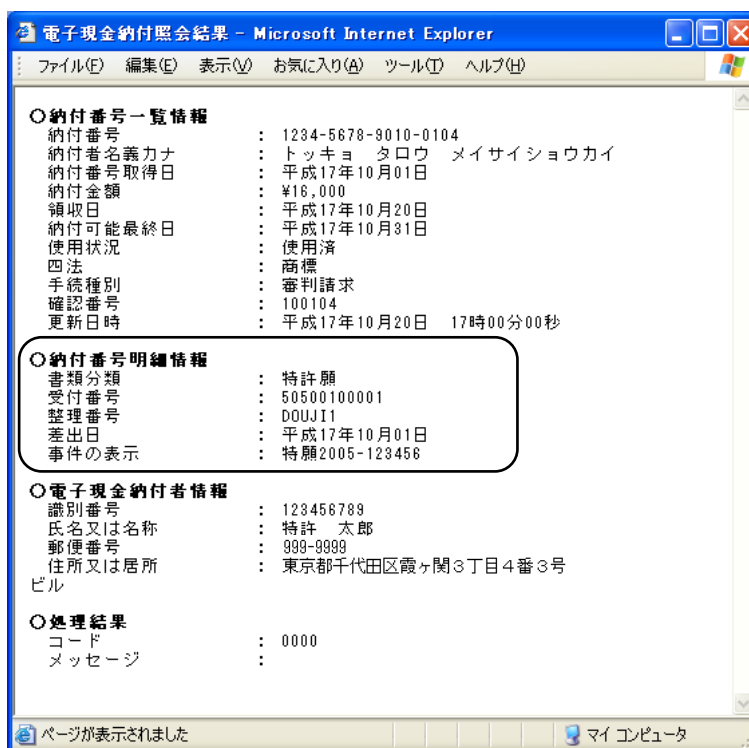 電子現金納付照会結果 - Microsoft Internet Explorer
ファイル(F) 編集(E) 表示(V) お気に入り(A) ツール(T) ヘルプ(H)
○納付番号一覧情報
納付番号 : 1234-5678-9010-0104
納付者名義カナ : トッキョ タロウ メイサイショウカイ
納付番号取得日 : 平成17年10月01日
納付金額 : ¥16,000
領収日 : 平成17年10月20日
納付可能最終日 : 平成17年10月31日
使用状況 : 使用済
四法 : 商標
手続種別 : 審判請求
確認番号 : 100104
更新日時 : 平成17年10月20日 17時00分00秒
○納付番号明細情報
書類分類 : 特許願
受付番号 : 50500100001
整理番号 : DOUJI1
差出日 : 平成17年10月01日
事件の表示 : 特願2005-123456
○電子現金納付者情報
識別番号 : 123456789
氏名又は名称 : 特許 太郎
郵便番号 : 999-9999
住所又は居所 : 東京都千代田区霞ヶ関3丁目4番3号
ビル
○処理結果
コード : 0000
メッセージ :
ページが表示されました マイ コンピュータ